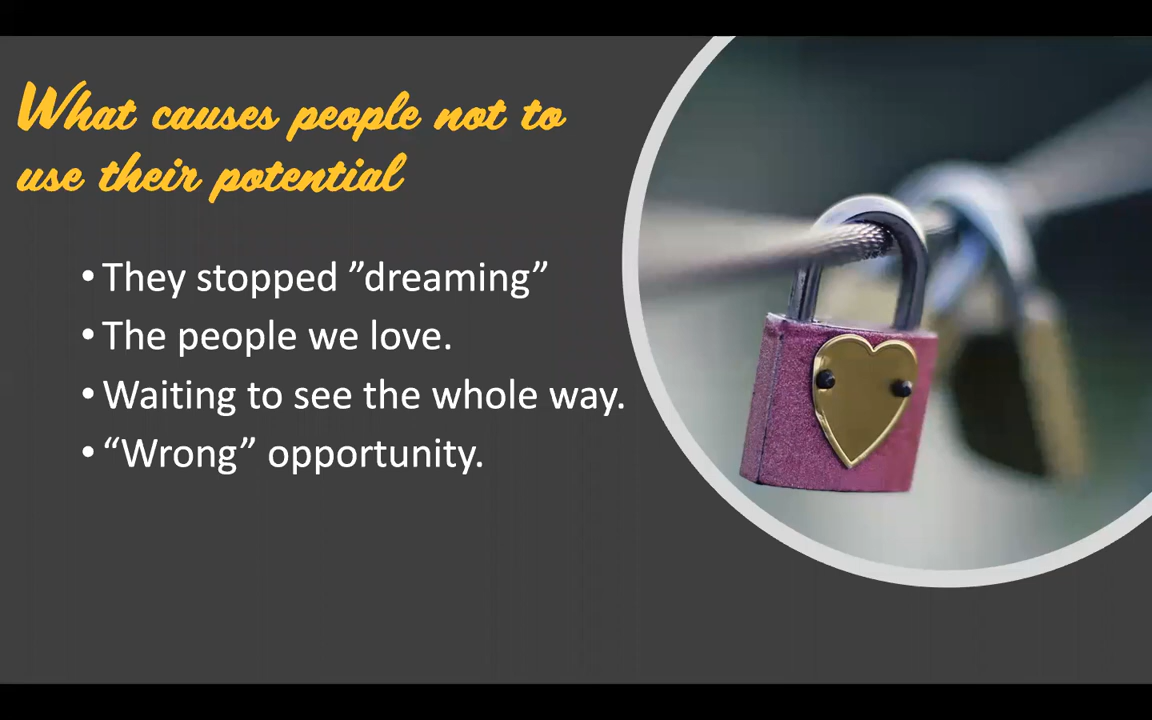 What causes people not to
use their potential
• They stopped ”dreaming”
• The people we love.
• Waiting to see the whole way.
• “Wrong” opportunity.